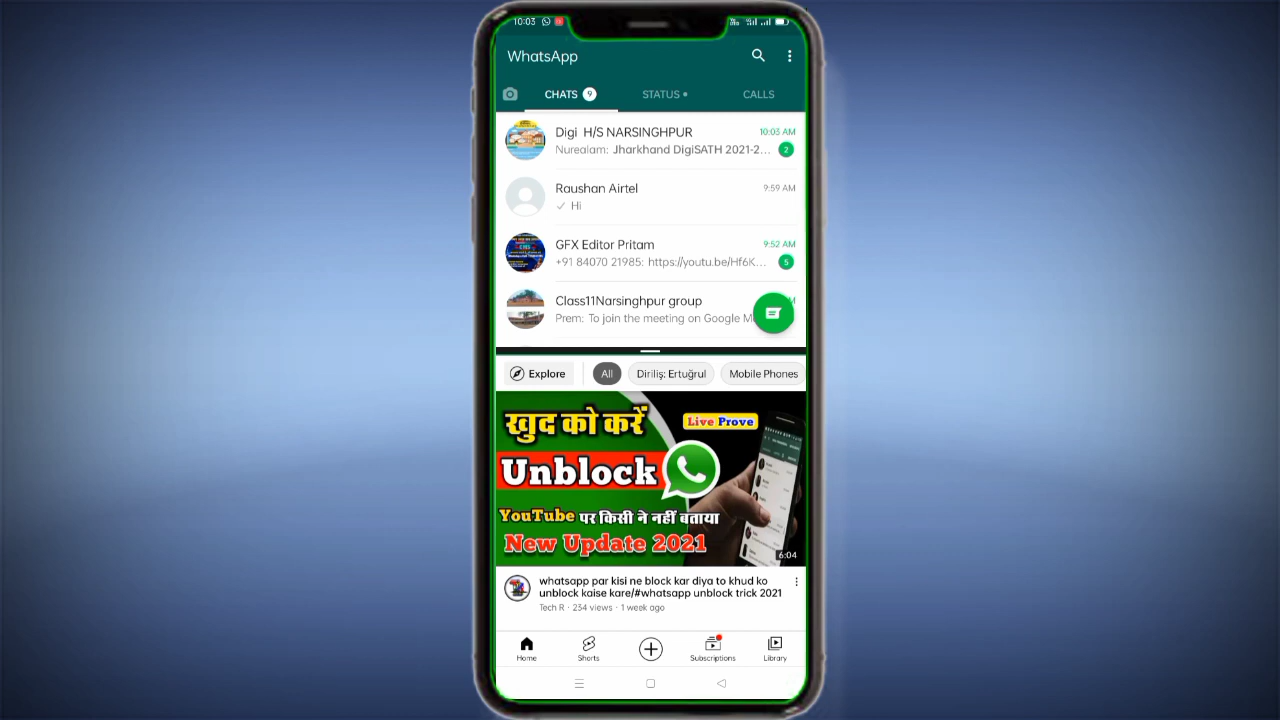 10:03
WhatsApp
CHATS 9
STATUS
CALLS
Digi H/S NARSINGHPUR
10:03 AM
Nurealam: Jharkhand DigiSATH 2021-2...
2
Raushan Airtel
9:59 AM
Hi
GFX Editor Pritam
9:52 AM
+91 84070 21985: https://youtu.be/Hf6K...
5
Class11Narsinghpur group
Prem: To join the meeting on Google M
Explore
All
Diriliş: Ertuğrul
Mobile Phones
खुद को करें
Live Prove
Unblock
YouTube पर किसी ने नहीं बताया
New Update 2021
6:04
whatsapp par kisi ne block kar diya to khud ko
unblock kaise kare/#whatsapp unblock trick 2021
Tech R · 234 views · 1 week ago
Home
Shorts
Subscriptions
Library